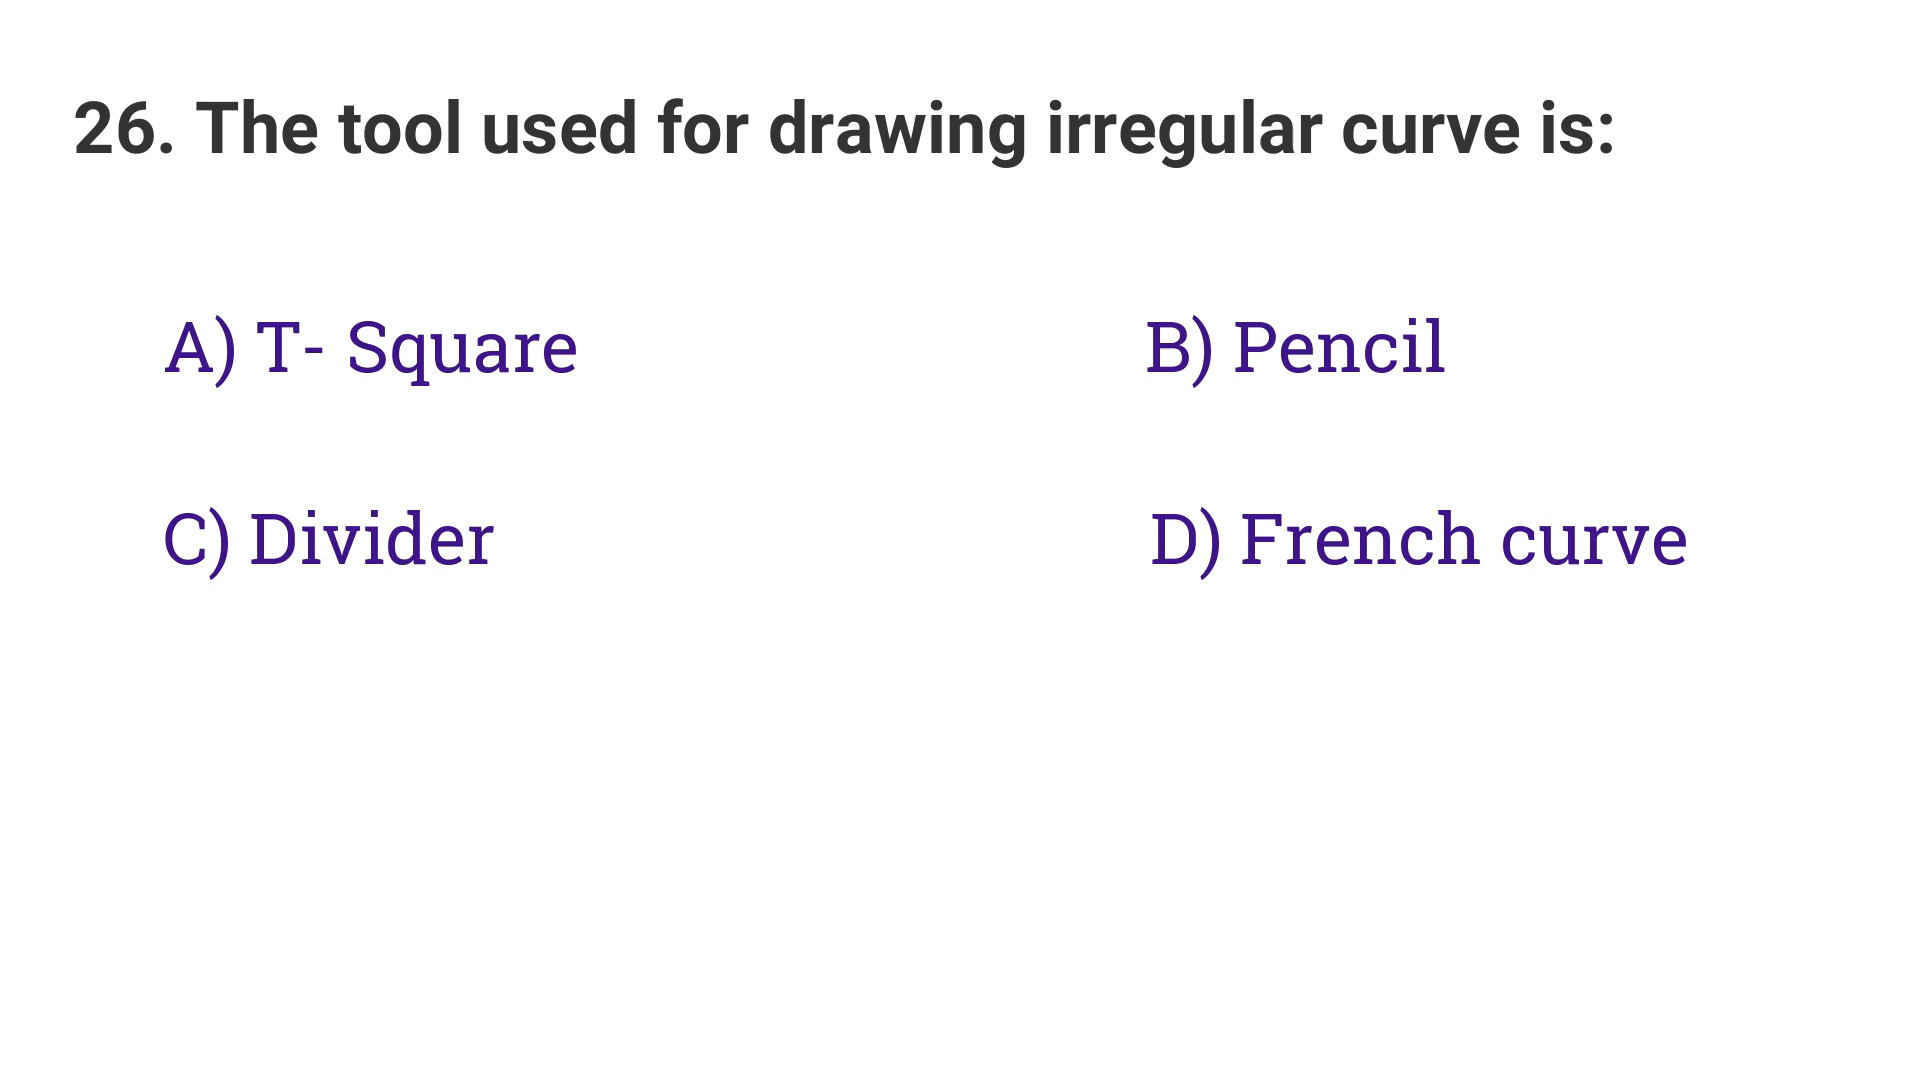 26. The tool used for drawing irregular curve is:
A) T- Square
B) Pencil
C) Divider
D) French curve